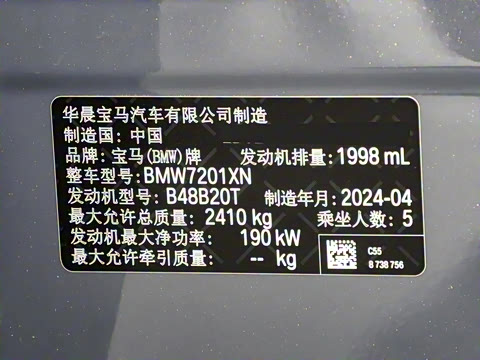 华晨宝马汽车有限公司制造
制造国: 中国
品牌: 宝马(BMW)牌 发动机排量: 1998 mL
整车型号: BMW7201XN
发动机型号: B48B20T 制造年月: 2024-04
最大允许总质量: 2410 kg 乘坐人数: 5
发动机最大净功率: 190 kW
最大允许牵引质量: -- kg
C55
8 738 756